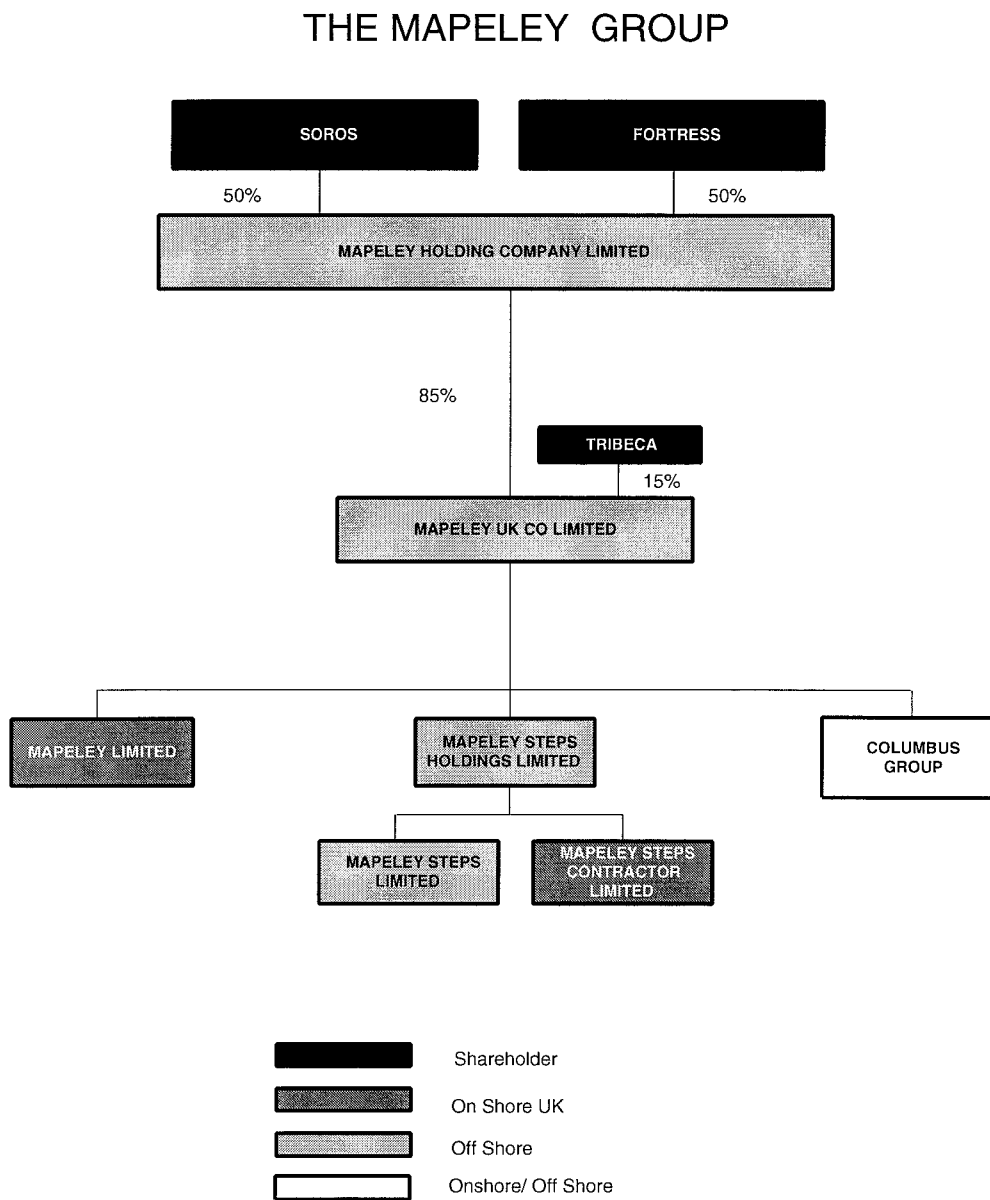 THE MAPELEY GROUP
SOROS
FORTRESS
50%
50%
MAPELEY HOLDING COMPANY LIMITED
85%
TRIBECA
15%
MAPELEY UK CO LIMITED
MAPELEY LIMITED
MAPELEY STEPS
HOLDINGS LIMITED
COLUMBUS
GROUP
MAPELEY STEPS
LIMITED
MAPELEY STEPS
CONTRACTOR
LIMITED
Shareholder
On Shore UK
Off Shore
Onshore/ Off Shore